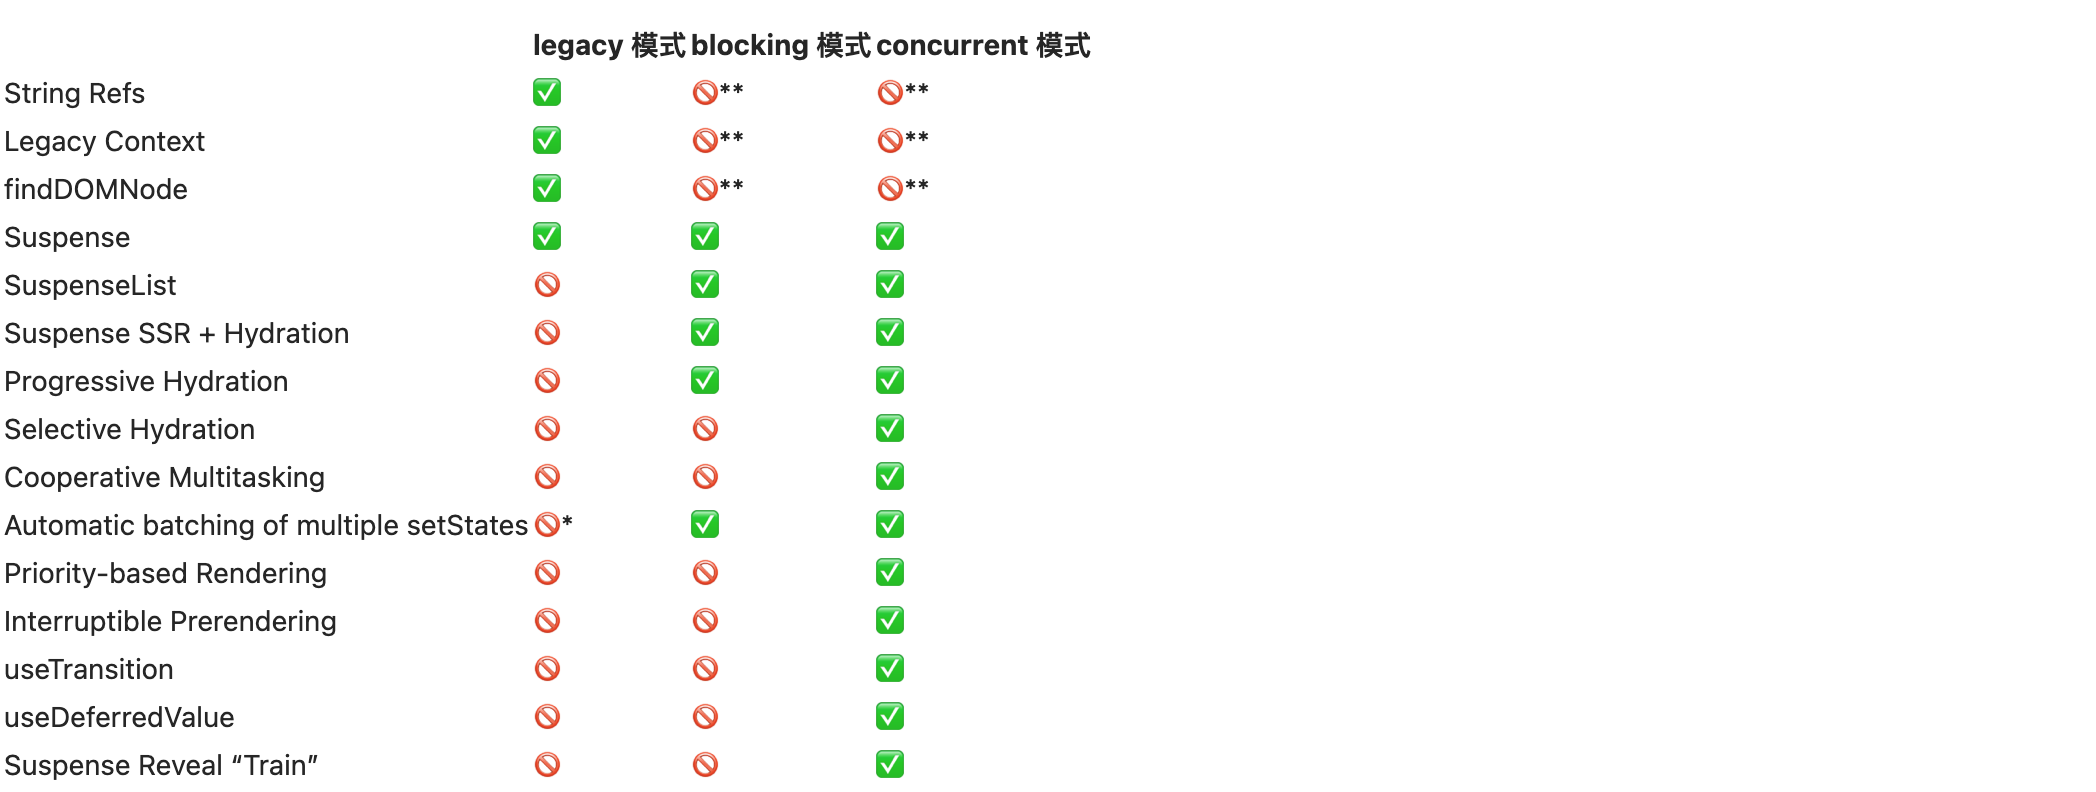 legacy 模式 blocking 模式 concurrent 模式
String Refs ✅ 🚫** 🚫**
Legacy Context ✅ 🚫** 🚫**
findDOMNode ✅ 🚫** 🚫**
Suspense ✅ ✅ ✅
SuspenseList 🚫 ✅ ✅
Suspense SSR + Hydration 🚫 ✅ ✅
Progressive Hydration 🚫 ✅ ✅
Selective Hydration 🚫 🚫 ✅
Cooperative Multitasking 🚫 🚫 ✅
Automatic batching of multiple setStates 🚫* ✅ ✅
Priority-based Rendering 🚫 🚫 ✅
Interruptible Prerendering 🚫 🚫 ✅
useTransition 🚫 🚫 ✅
useDeferredValue 🚫 🚫 ✅
Suspense Reveal “Train” 🚫 🚫 ✅